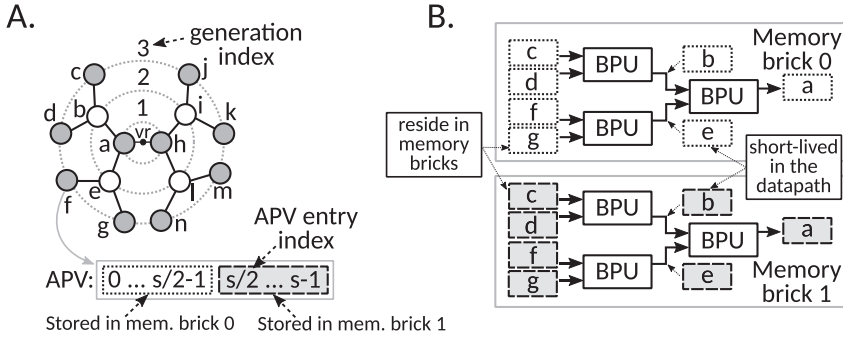 A.
generation
index
3
2
1
vr
c
j
b
i
d
k
a
h
f
e
l
m
g
n
APV entry
index
APV:
0 ... s/2-1
s/2 ... s-1
Stored in mem. brick 0
Stored in mem. brick 1
B.
Memory
brick 0
c
d
f
g
BPU
BPU
b
e
BPU
a
reside in
memory
bricks
short-lived
in the
datapath
c
d
f
g
BPU
BPU
b
e
BPU
a
Memory
brick 1